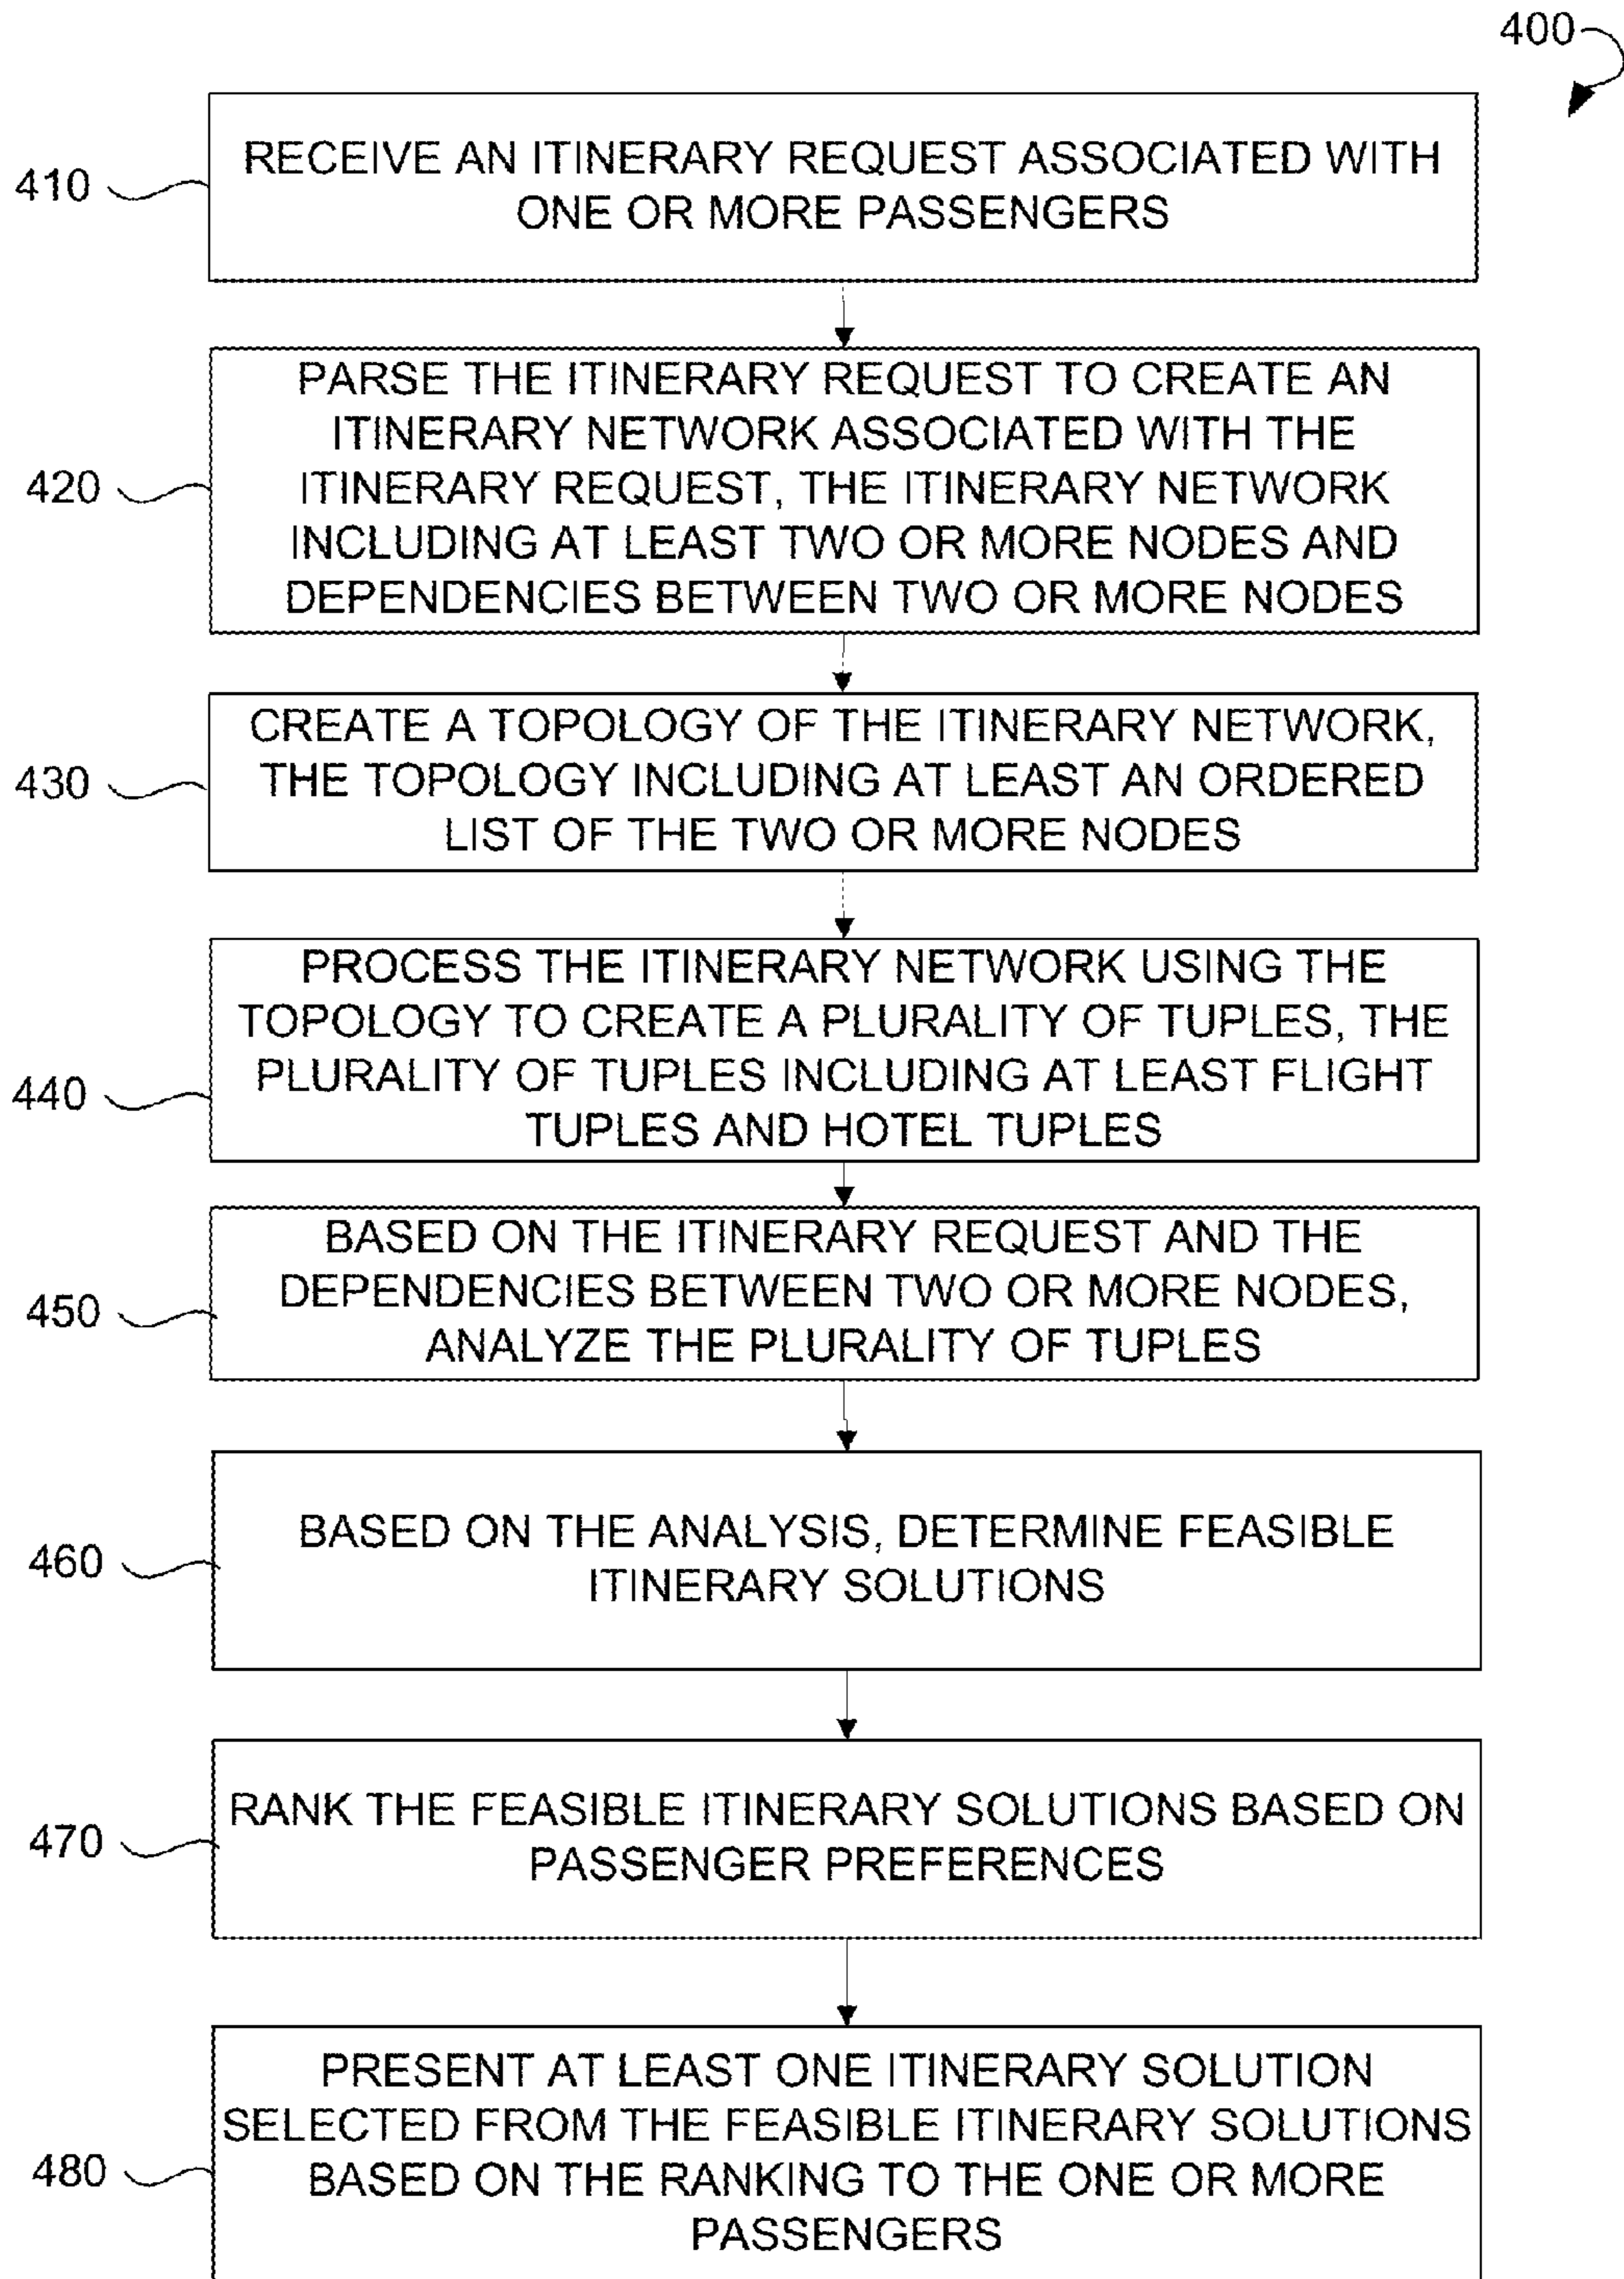 400
410
RECEIVE AN ITINERARY REQUEST ASSOCIATED WITH
ONE OR MORE PASSENGERS
420
PARSE THE ITINERARY REQUEST TO CREATE AN
ITINERARY NETWORK ASSOCIATED WITH THE
ITINERARY REQUEST, THE ITINERARY NETWORK
INCLUDING AT LEAST TWO OR MORE NODES AND
DEPENDENCIES BETWEEN TWO OR MORE NODES
430
CREATE A TOPOLOGY OF THE ITINERARY NETWORK,
THE TOPOLOGY INCLUDING AT LEAST AN ORDERED
LIST OF THE TWO OR MORE NODES
440
PROCESS THE ITINERARY NETWORK USING THE
TOPOLOGY TO CREATE A PLURALITY OF TUPLES, THE
PLURALITY OF TUPLES INCLUDING AT LEAST FLIGHT
TUPLES AND HOTEL TUPLES
450
BASED ON THE ITINERARY REQUEST AND THE
DEPENDENCIES BETWEEN TWO OR MORE NODES,
ANALYZE THE PLURALITY OF TUPLES
460
BASED ON THE ANALYSIS, DETERMINE FEASIBLE
ITINERARY SOLUTIONS
470
RANK THE FEASIBLE ITINERARY SOLUTIONS BASED ON
PASSENGER PREFERENCES
480
PRESENT AT LEAST ONE ITINERARY SOLUTION
SELECTED FROM THE FEASIBLE ITINERARY SOLUTIONS
BASED ON THE RANKING TO THE ONE OR MORE
PASSENGERS